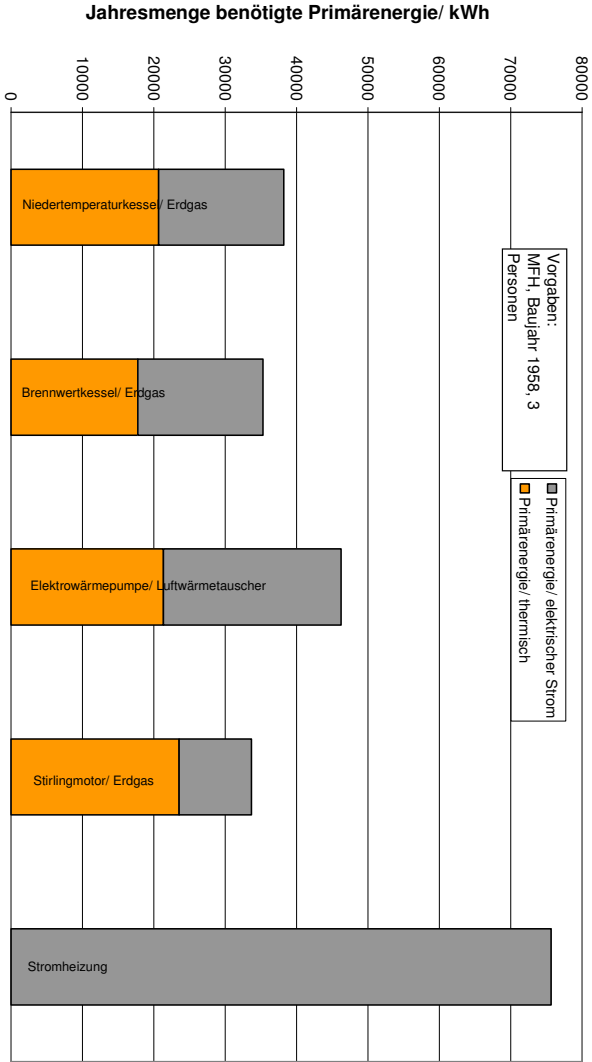 Jahresmenge benötigte Primärenergie/ kWh
0
10000
20000
30000
40000
50000
60000
70000
80000
Niedertemperaturkessel/ Erdgas
Brennwertkessel/ Erdgas
Elektrowärmepumpe/ Luftwärmetauscher
Stirlingmotor/ Erdgas
Stromheizung
Vorgaben:
MFH, Baujahr 1958, 3
Personen
Primärenergie/ elektrischer Strom
Primärenergie/ thermisch